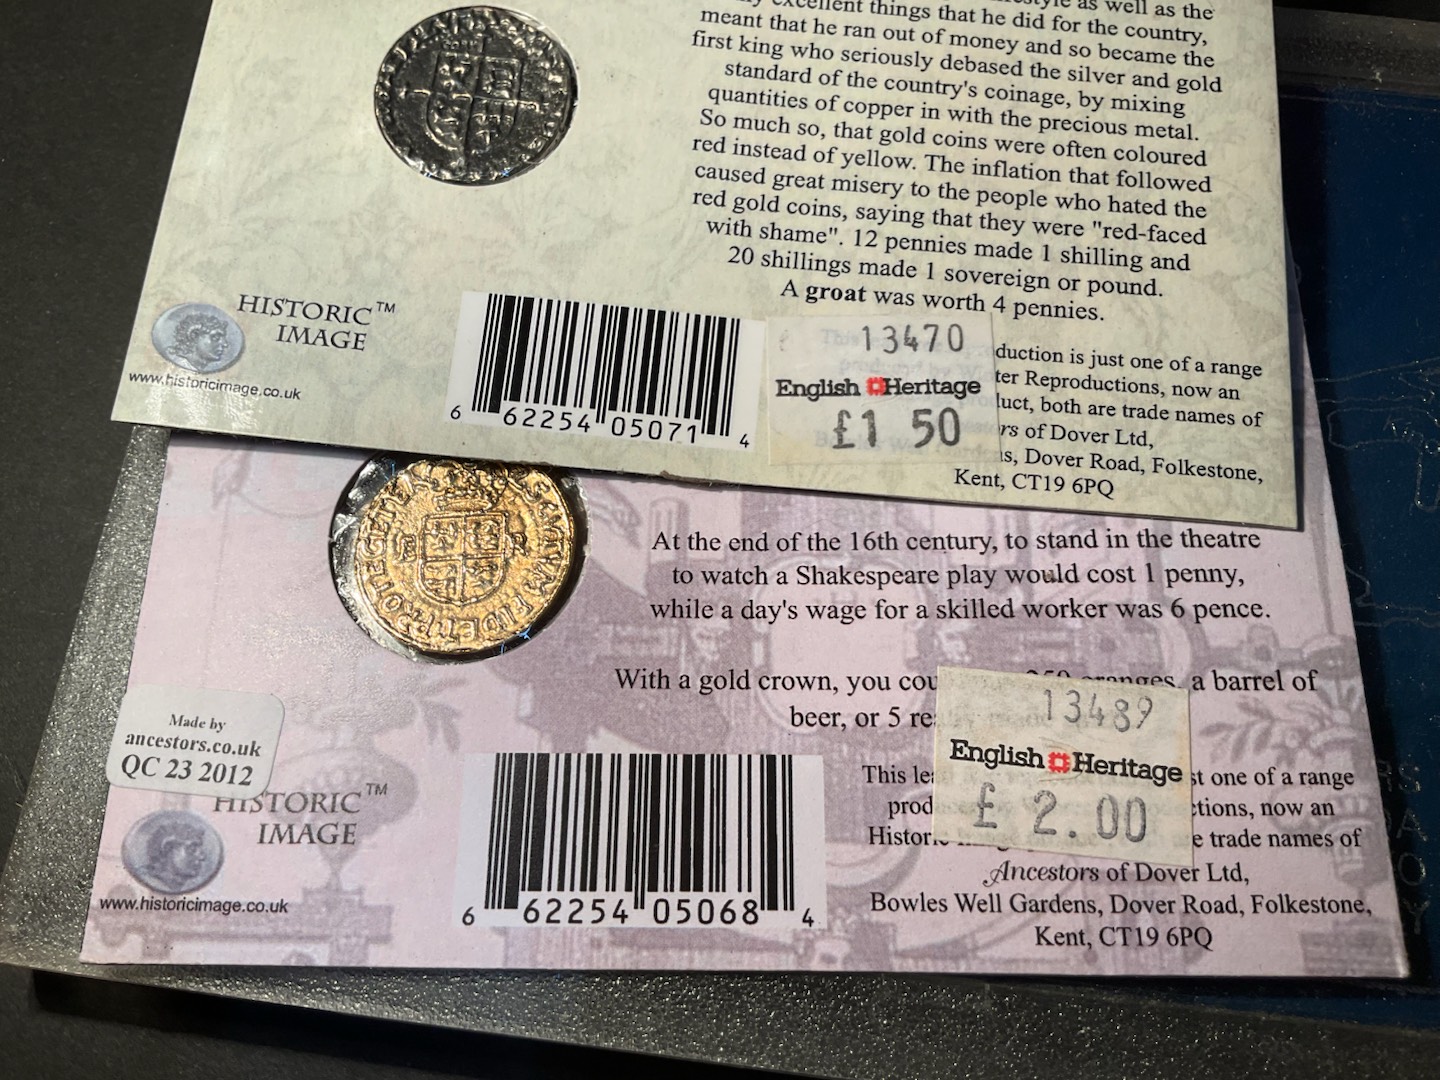 as well as the
excellent things that he did for the country,
meant that he ran out of money and so became the
first king who seriously debased the silver and gold
standard of the country's coinage, by mixing
quantities of copper in with the precious metal.
So much so, that gold coins were often coloured
red instead of yellow. The inflation that followed
caused great misery to the people who hated the
red gold coins, saying that they were "red-faced
with shame". 12 pennies made 1 shilling and
20 shillings made 1 sovereign or pound.
A groat was worth 4 pennies.
HISTORIC™
IMAGE
www.historicimage.co.uk
6 62254 05071 4
13470
English Heritage
£1 50
duction is just one of a range
ter Reproductions, now an
duct, both are trade names of
rs of Dover Ltd,
s, Dover Road, Folkestone,
Kent, CT19 6PQ
At the end of the 16th century, to stand in the theatre
to watch a Shakespeare play would cost 1 penny,
while a day's wage for a skilled worker was 6 pence.
With a gold crown, you cou 250 oranges, a barrel of
beer, or 5 re
13489
English Heritage
£ 2.00
Made by
ancestors.co.uk
QC 23 2012
HISTORIC™
IMAGE
www.historicimage.co.uk
6 62254 05068 4
This le st one of a range
prod ctions, now an
Histor e trade names of
Ancestors of Dover Ltd,
Bowles Well Gardens, Dover Road, Folkestone,
Kent, CT19 6PQ